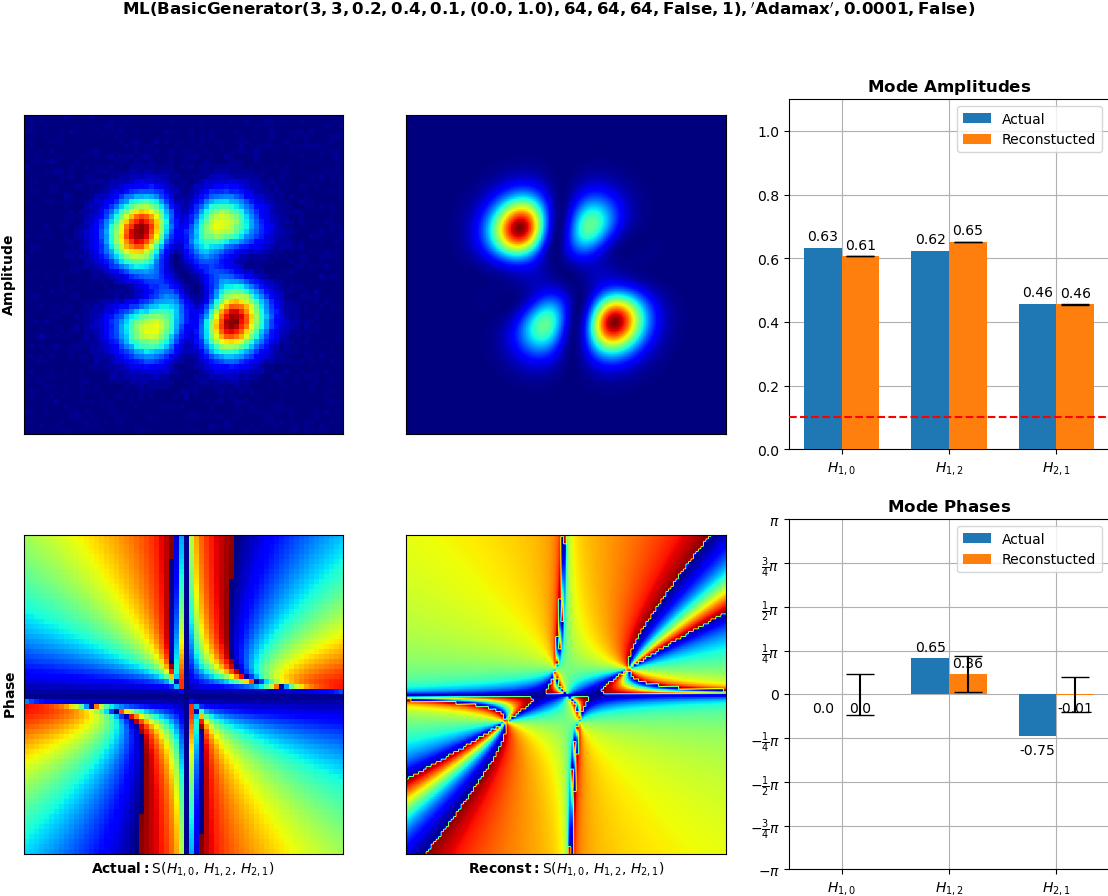 ML(BasicGenerator(3, 3, 0.2, 0.4, 0.1, (0.0, 1.0), 64, 64, 64, False, 1), ′Adamax′, 0.0001, False)
Amplitude
Mode Amplitudes
Actual
Reconstucted
1.0
0.8
0.6
0.4
0.2
0.0
0.63
0.61
0.62
0.65
0.46
0.46
H1,0
H1,2
H2,1
Phase
Actual: S(H1,0, H1,2, H2,1)
Reconst: S(H1,0, H1,2, H2,1)
Mode Phases
Actual
Reconstucted
π
3/4π
1/2π
1/4π
0
−1/4π
−1/2π
−3/4π
−π
0.0
0.0
0.65
0.36
-0.75
-0.01
H1,0
H1,2
H2,1